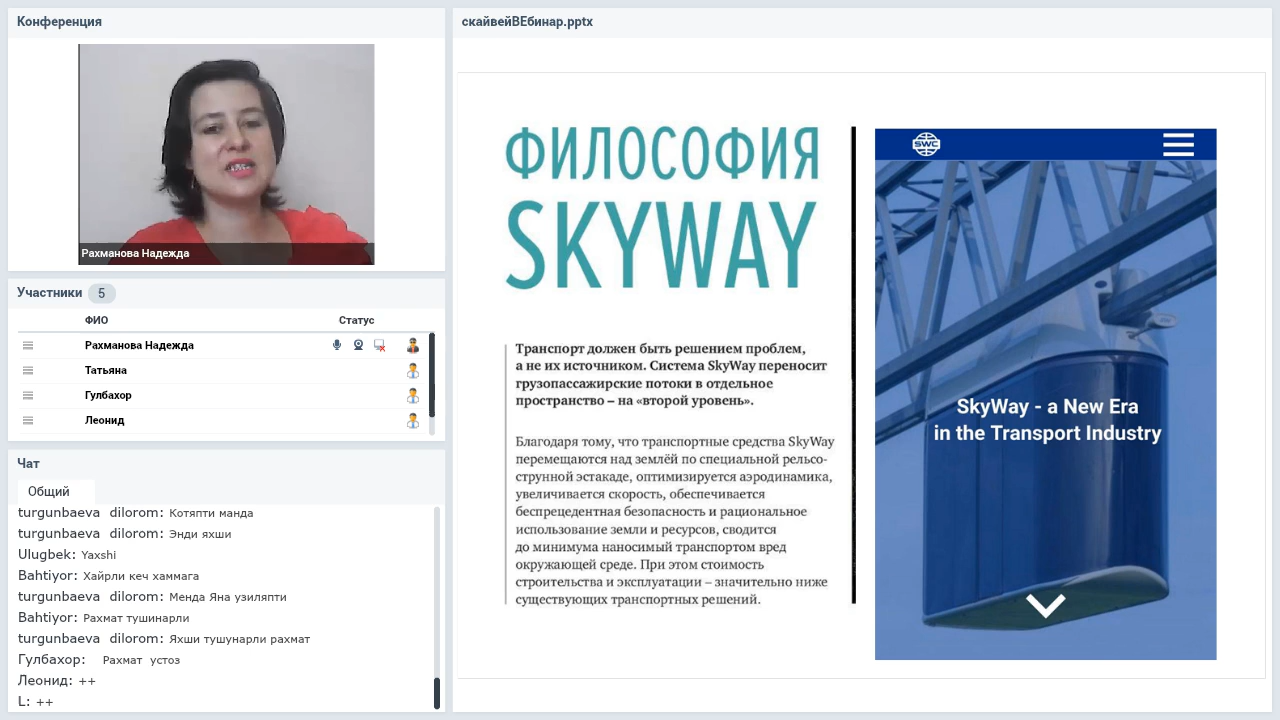 Конференция
Рахманова Надежда
Участники 5
ФИО Статус
Рахманова Надежда
Татьяна
Гулбахор
Леонид
Чат
Общий
turgunbaeva dilorom: Котяпти манда
turgunbaeva dilorom: Энди яхши
Ulugbek: Yaxshi
Bahtiyor: Хайрли кеч хаммага
turgunbaeva dilorom: Менда Яна узиляпти
Bahtiyor: Рахмат тушинарли
turgunbaeva dilorom: Яхши тушунарли рахмат
Гулбахор: Рахмат устоз
Леонид: ++
L: ++
скайвейВЕбинар.pptx
ФИЛОСОФИЯ
SKYWAY
Транспорт должен быть решением проблем,
а не их источником. Система SkyWay переносит
грузопассажирские потоки в отдельное
пространство – на «второй уровень».
Благодаря тому, что транспортные средства SkyWay
перемещаются над землёй по специальной рельсо-
струнной эстакаде, оптимизируется аэродинамика,
увеличивается скорость, обеспечивается
беспрецедентная безопасность и рациональное
использование земли и ресурсов, сводится
до минимума наносимый транспортом вред
окружающей среде. При этом стоимость
строительства и эксплуатации – значительно ниже
существующих транспортных решений.
SWC
SkyWay - a New Era
in the Transport Industry